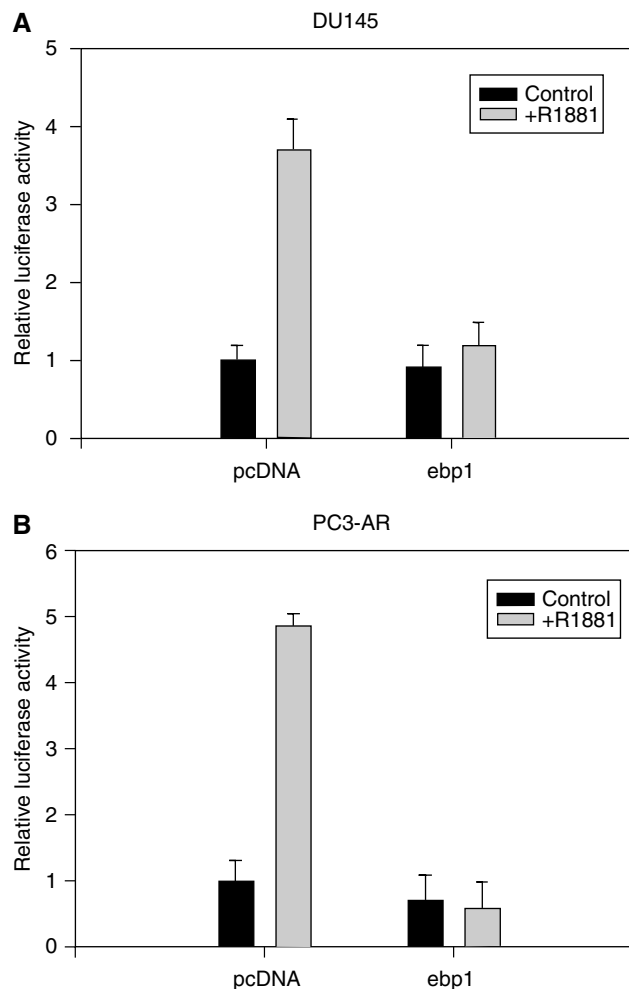 A
DU145
Relative luciferase activity
5
4
3
2
1
0
Control
+R1881
pcDNA
ebp1
B
PC3-AR
Relative luciferase activity
6
5
4
3
2
1
0
Control
+R1881
pcDNA
ebp1